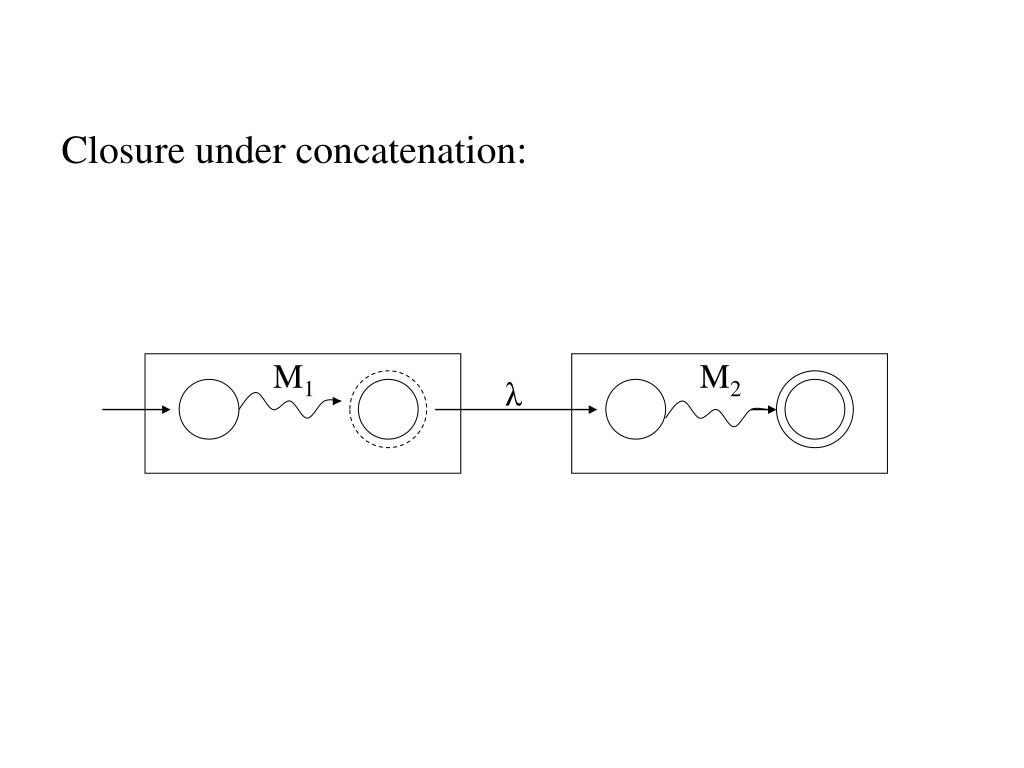 Closure under concatenation:
M₁
λ
M₂